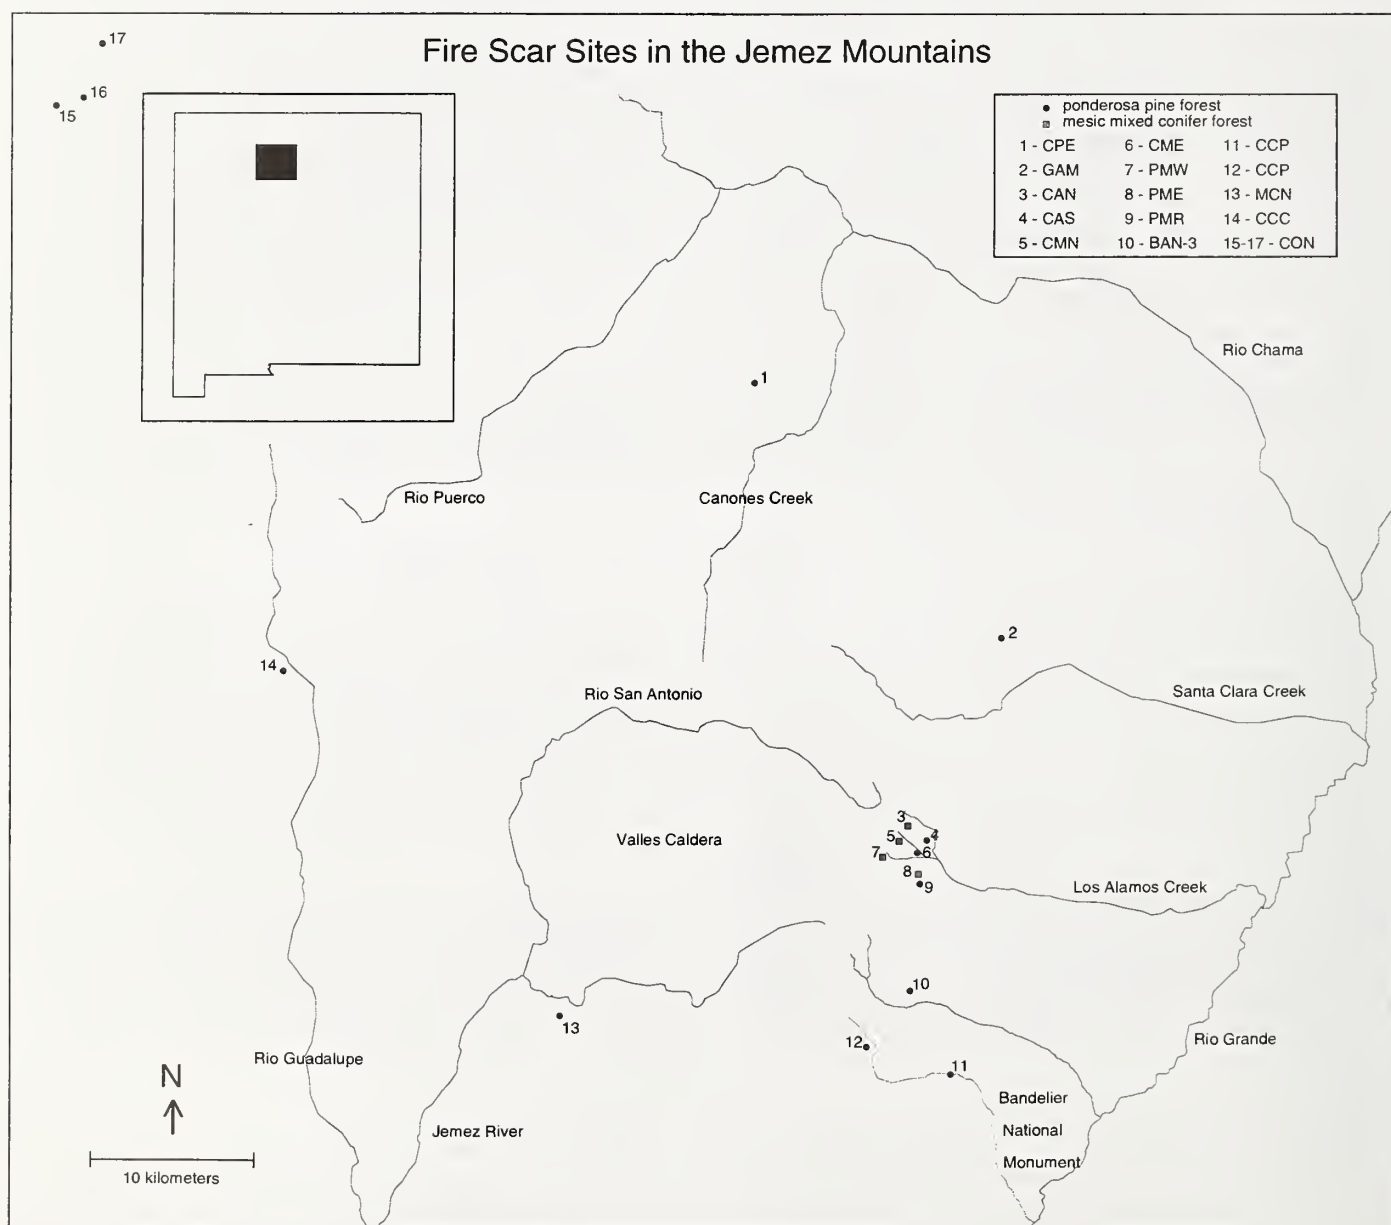 Fire Scar Sites in the Jemez Mountains
17
16
15
ponderosa pine forest
mesic mixed conifer forest
1 - CPE 6 - CME 11 - CCP
2 - GAM 7 - PMW 12 - CCP
3 - CAN 8 - PME 13 - MCN
4 - CAS 9 - PMR 14 - CCC
5 - CMN 10 - BAN-3 15-17 - CON
Rio Chama
1
Rio Puerco
Canones Creek
2
14
Rio San Antonio
Santa Clara Creek
3
4
5
6
7
8
9
Valles Caldera
Los Alamos Creek
10
13
12
11
Rio Grande
Rio Guadalupe
N
Bandelier
National
Monument
Jemez River
10 kilometers